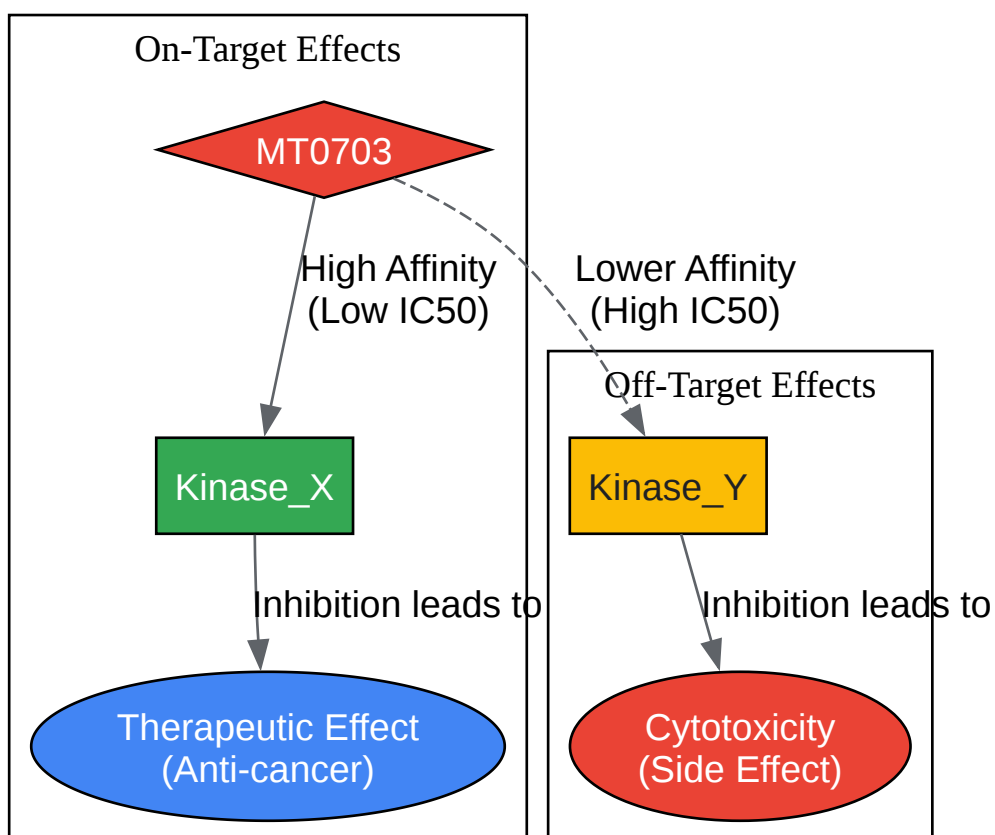 On-Target Effects
MT0703
High Affinity
(Low IC50)
Lower Affinity
(High IC50)
Off-Target Effects
Kinase_X
Kinase_Y
Inhibition leads to
Inhibition leads to
Therapeutic Effect
(Anti-cancer)
Cytotoxicity
(Side Effect)